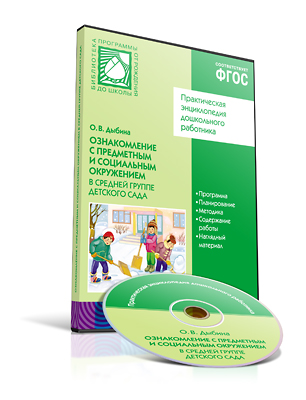 БИБЛИОТЕКА ПРОГРАММЫ
ОТ РОЖДЕНИЯ
ДО ШКОЛЫ
СООТВЕТСТВУЕТ
ФГОС
Практическая
энциклопедия
дошкольного
работника
О. В. Дыбина
ОЗНАКОМЛЕНИЕ
С ПРЕДМЕТНЫМ
И СОЦИАЛЬНЫМ
ОКРУЖЕНИЕМ
В СРЕДНЕЙ ГРУППЕ
ДЕТСКОГО САДА
•Программа
•Планирование
•Методика
•Содержание
работы
•Наглядный
материал
Практическая энциклопедия дошкольного работника
О. В. Дыбина
ОЗНАКОМЛЕНИЕ С ПРЕДМЕТНЫМ
И СОЦИАЛЬНЫМ ОКРУЖЕНИЕМ
В СРЕДНЕЙ ГРУППЕ
ДЕТСКОГО САДА